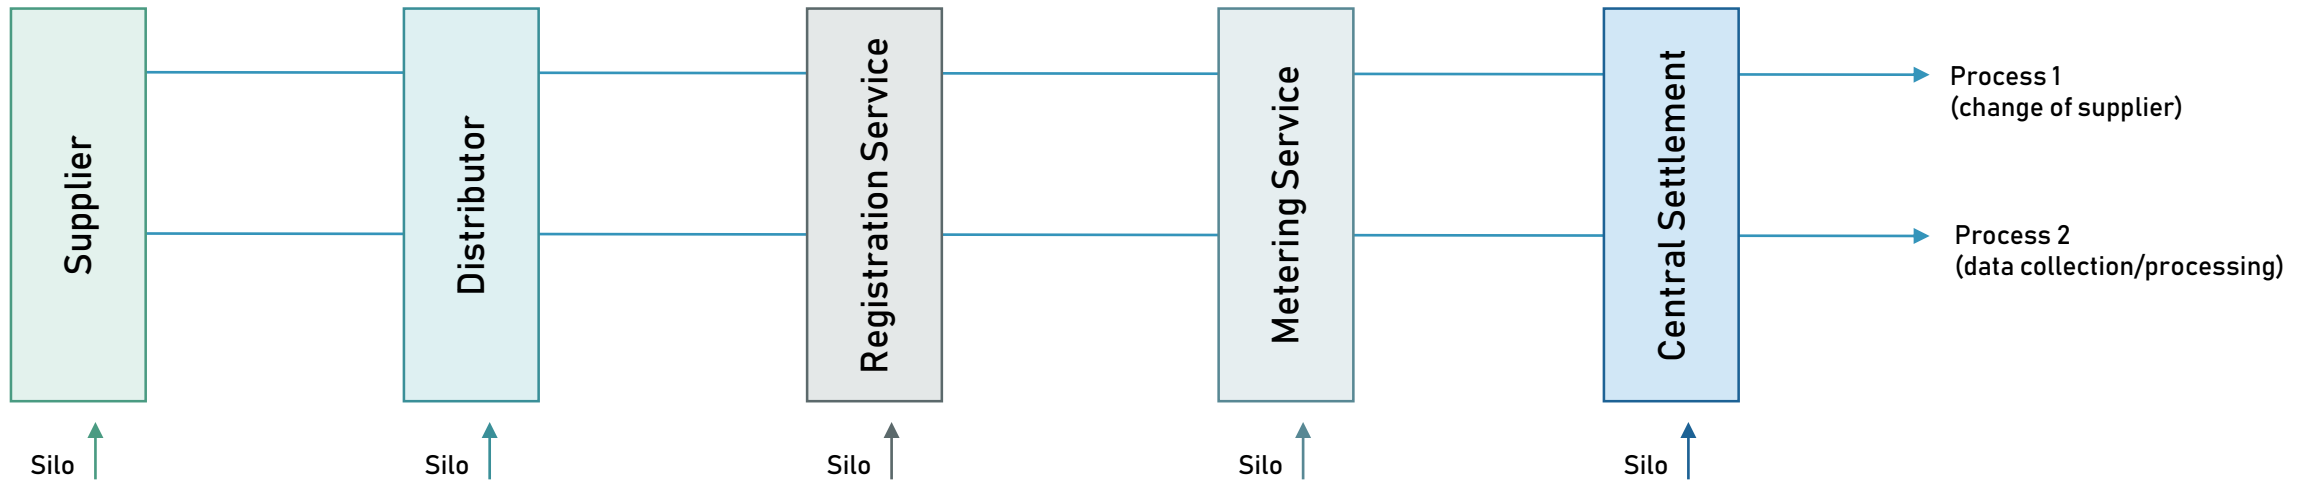 Supplier
Distributor
Registration Service
Metering Service
Central Settlement
Process 1
(change of supplier)
Process 2
(data collection/processing)
Silo
Silo
Silo
Silo
Silo